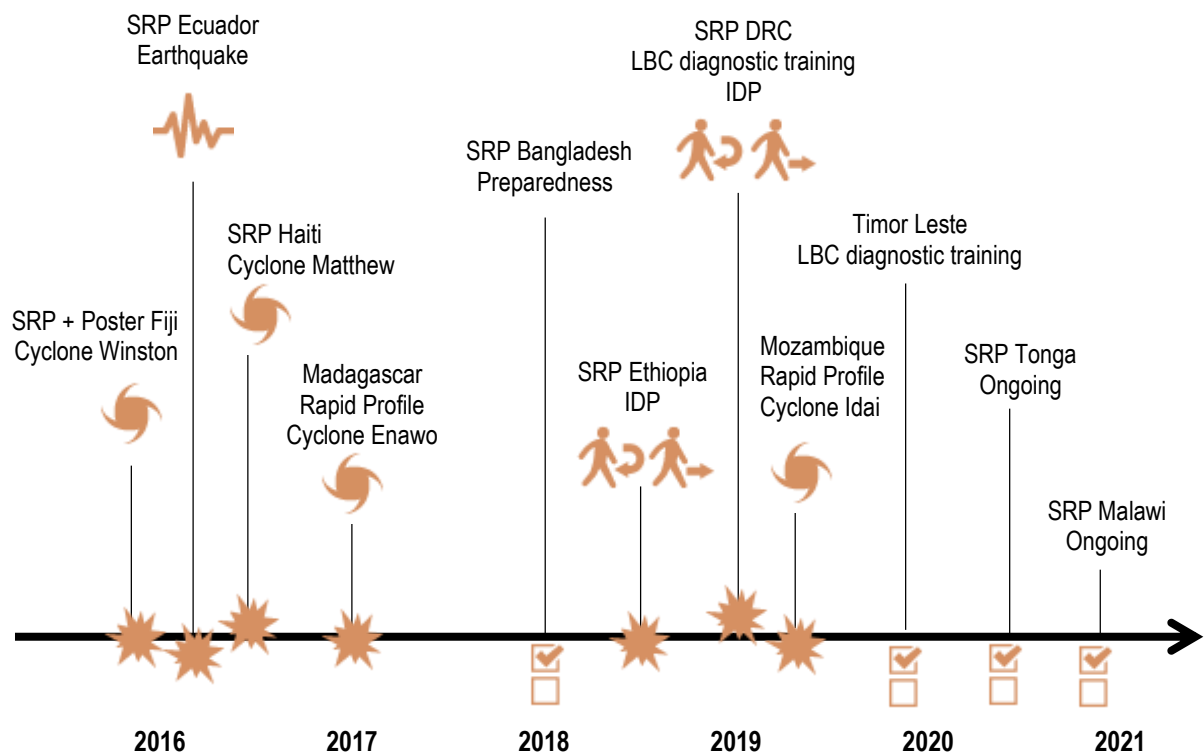 SRP Ecuador
Earthquake
SRP DRC
LBC diagnostic training
IDP
SRP Bangladesh
Preparedness
SRP Haiti
Cyclone Matthew
Timor Leste
LBC diagnostic training
SRP + Poster Fiji
Cyclone Winston
Madagascar
Rapid Profile
Cyclone Enawo
SRP Ethiopia
IDP
Mozambique
Rapid Profile
Cyclone Idai
SRP Tonga
Ongoing
SRP Malawi
Ongoing
2016
2017
2018
2019
2020
2021